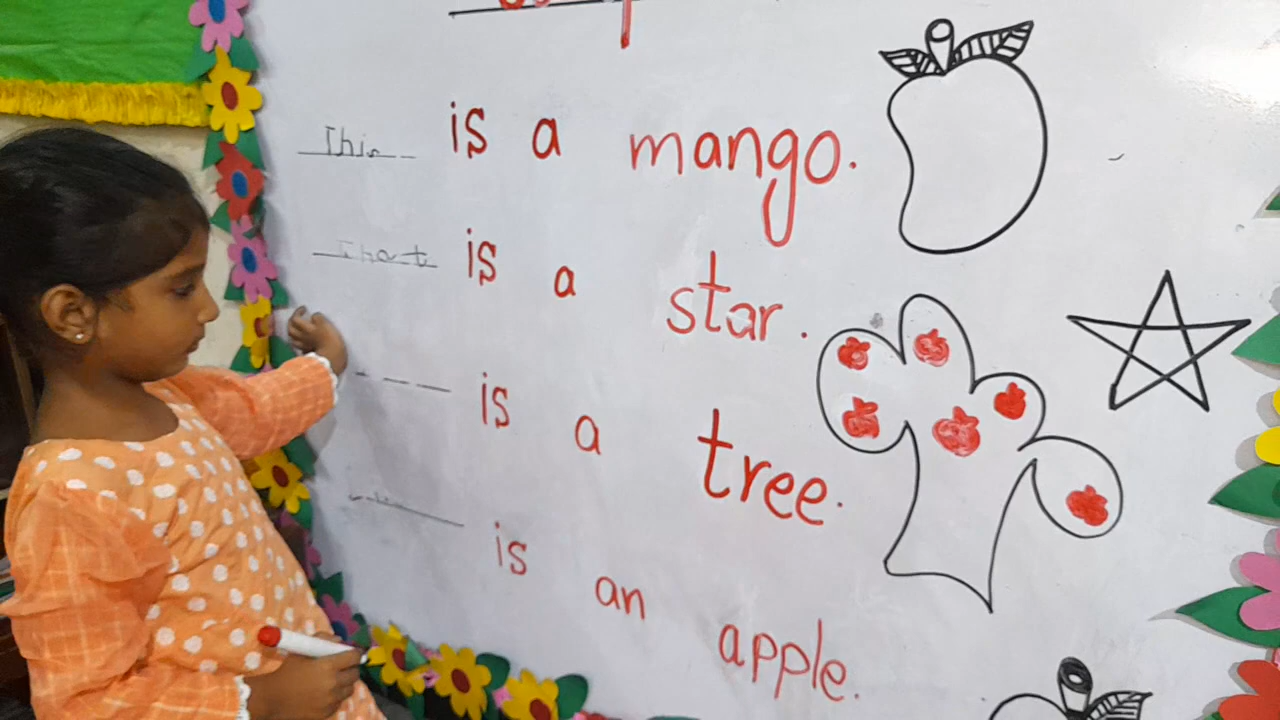 This is a mango.
That is a star.
is a tree.
is an apple.